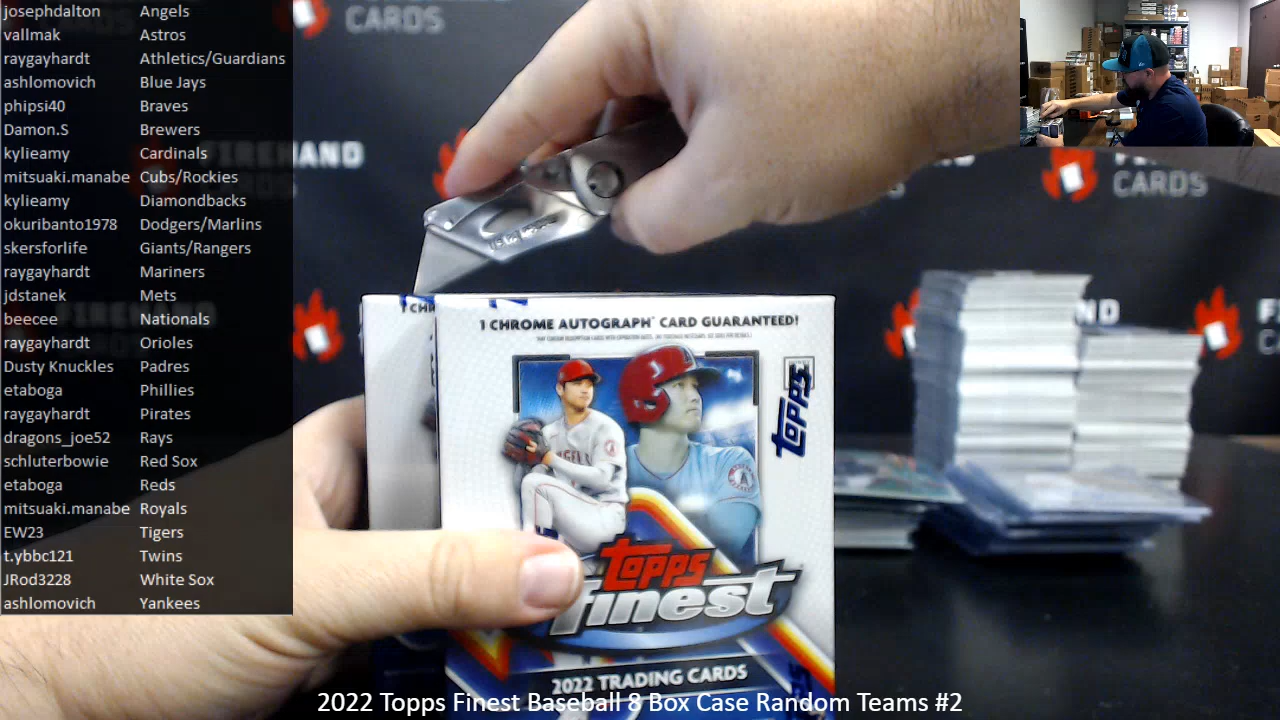 josephdalton Angels
vallmak Astros
raygayhardt Athletics/Guardians
ashlomovich Blue Jays
phipsi40 Braves
Damon.S Brewers
kylieamy Cardinals
mitsuaki.manabe Cubs/Rockies
kylieamy Diamondbacks
okuribanto1978 Dodgers/Marlins
skersforlife Giants/Rangers
raygayhardt Mariners
jdstanek Mets
beecee Nationals
raygayhardt Orioles
Dusty Knuckles Padres
etaboga Phillies
raygayhardt Pirates
dragons_joe52 Rays
schluterbowie Red Sox
etaboga Reds
mitsuaki.manabe Royals
EW23 Tigers
t.ybbc121 Twins
JRod3228 White Sox
ashlomovich Yankees
CARDS
FIREHAND
CARDS
1 CHR
1 CHROME AUTOGRAPH CARD GUARANTEED!
TOPPS
ANGELS
topps
finest
2022 TRADING CARDS
2022 Topps Finest Baseball 8 Box Case Random Teams #2